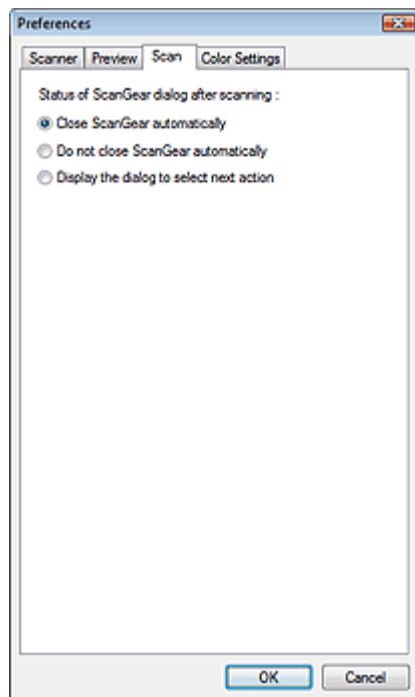 Preferences
Scanner Preview Scan Color Settings
Status of ScanGear dialog after scanning :
Close ScanGear automatically
Do not close ScanGear automatically
Display the dialog to select next action
OK Cancel